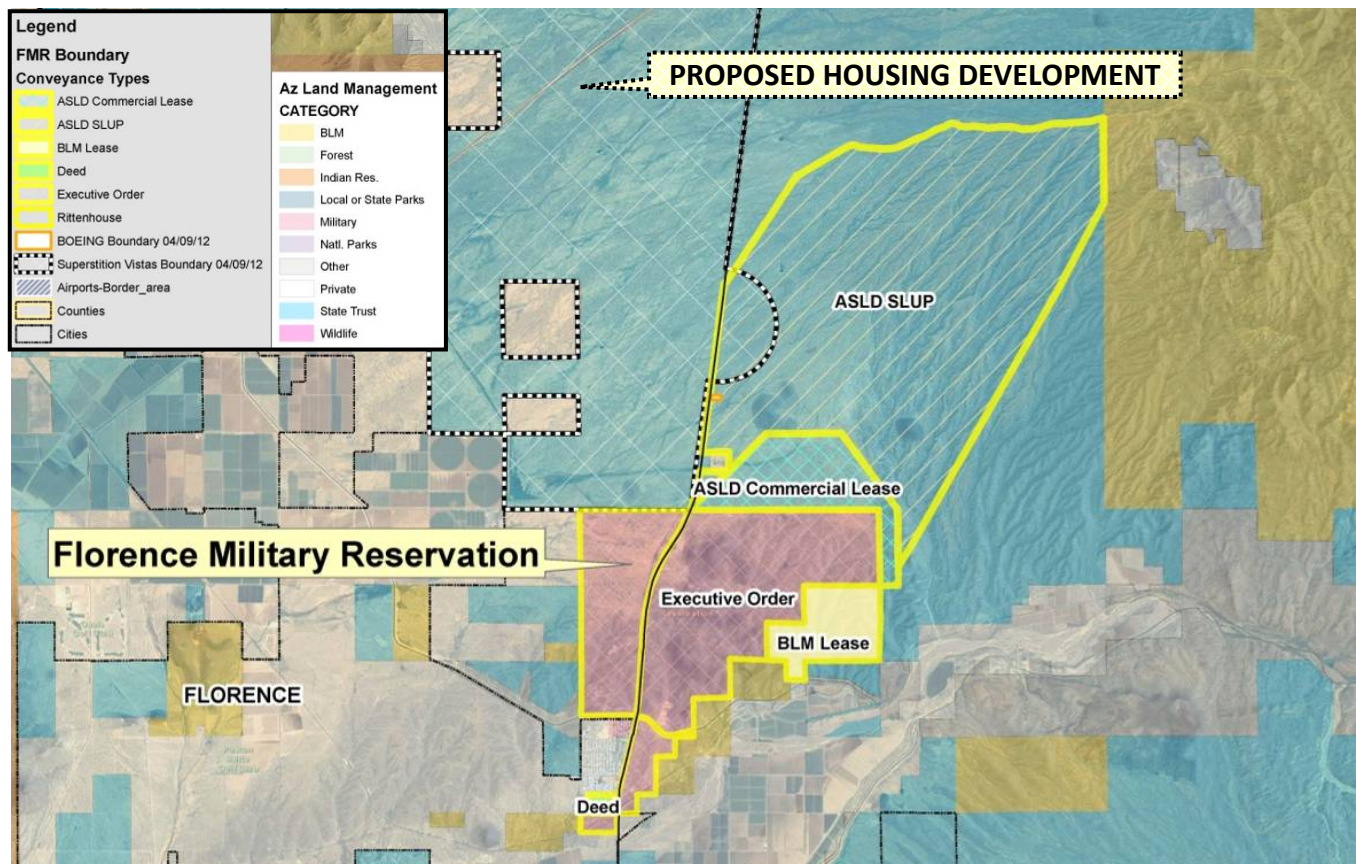 Legend
FMR Boundary
Conveyance Types
ASLD Commercial Lease
ASLD SLUP
BLM Lease
Deed
Executive Order
Rittenhouse
BOEING Boundary 04/09/12
Superstition Vistas Boundary 04/09/12
Airports-Border_area
Counties
Cities
Az Land Management
CATEGORY
BLM
Forest
Indian Res.
Local or State Parks
Military
Natl. Parks
Other
Private
State Trust
Wildlife
PROPOSED HOUSING DEVELOPMENT
ASLD SLUP
ASLD Commercial Lease
Florence Military Reservation
Executive Order
BLM Lease
FLORENCE
Deed